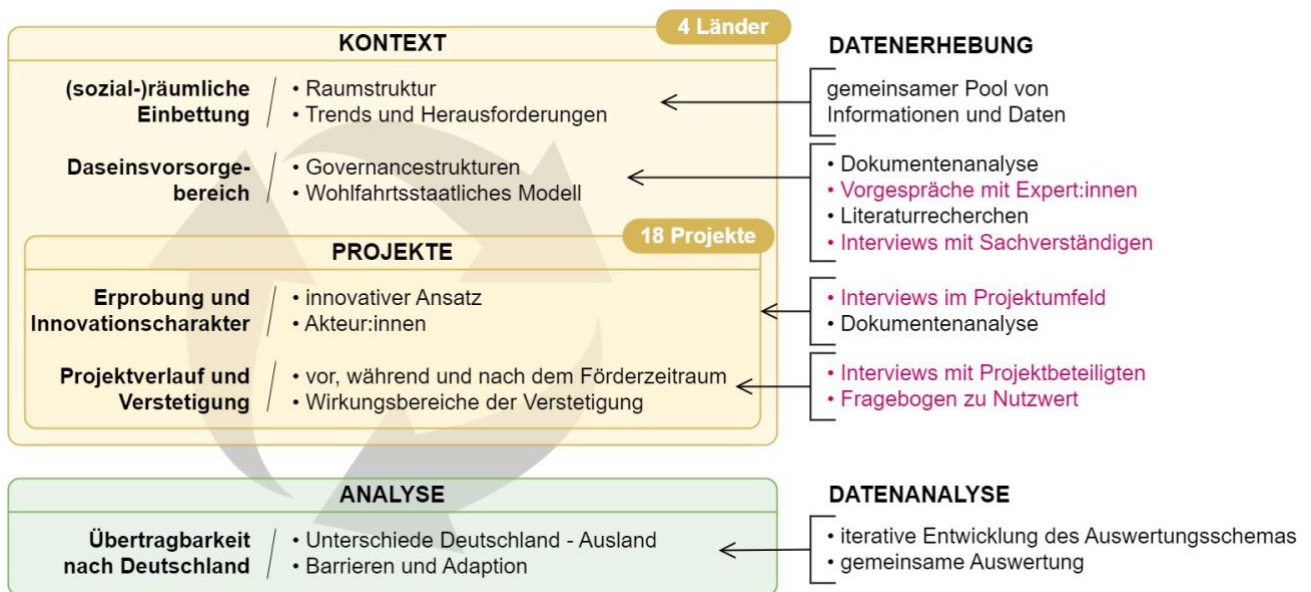 4 Länder
KONTEXT
(sozial-)räumliche
Einbettung
• Raumstruktur
• Trends und Herausforderungen
Daseinsvorsorge-
bereich
• Governancestrukturen
• Wohlfahrtsstaatliches Modell
18 Projekte
PROJEKTE
Erprobung und
Innovationscharakter
• innovativer Ansatz
• Akteur:innen
Projektverlauf und
Verstetigung
• vor, während und nach dem Förderzeitraum
• Wirkungsbereiche der Verstetigung
DATENERHEBUNG
gemeinsamer Pool von
Informationen und Daten
• Dokumentenanalyse
• Vorgespräche mit Expert:innen
• Literaturrecherchen
• Interviews mit Sachverständigen
• Interviews im Projektumfeld
• Dokumentenanalyse
• Interviews mit Projektbeteiligten
• Fragebogen zu Nutzwert
ANALYSE
Übertragbarkeit
nach Deutschland
• Unterschiede Deutschland - Ausland
• Barrieren und Adaption
DATENANALYSE
• iterative Entwicklung des Auswertungsschemas
• gemeinsame Auswertung